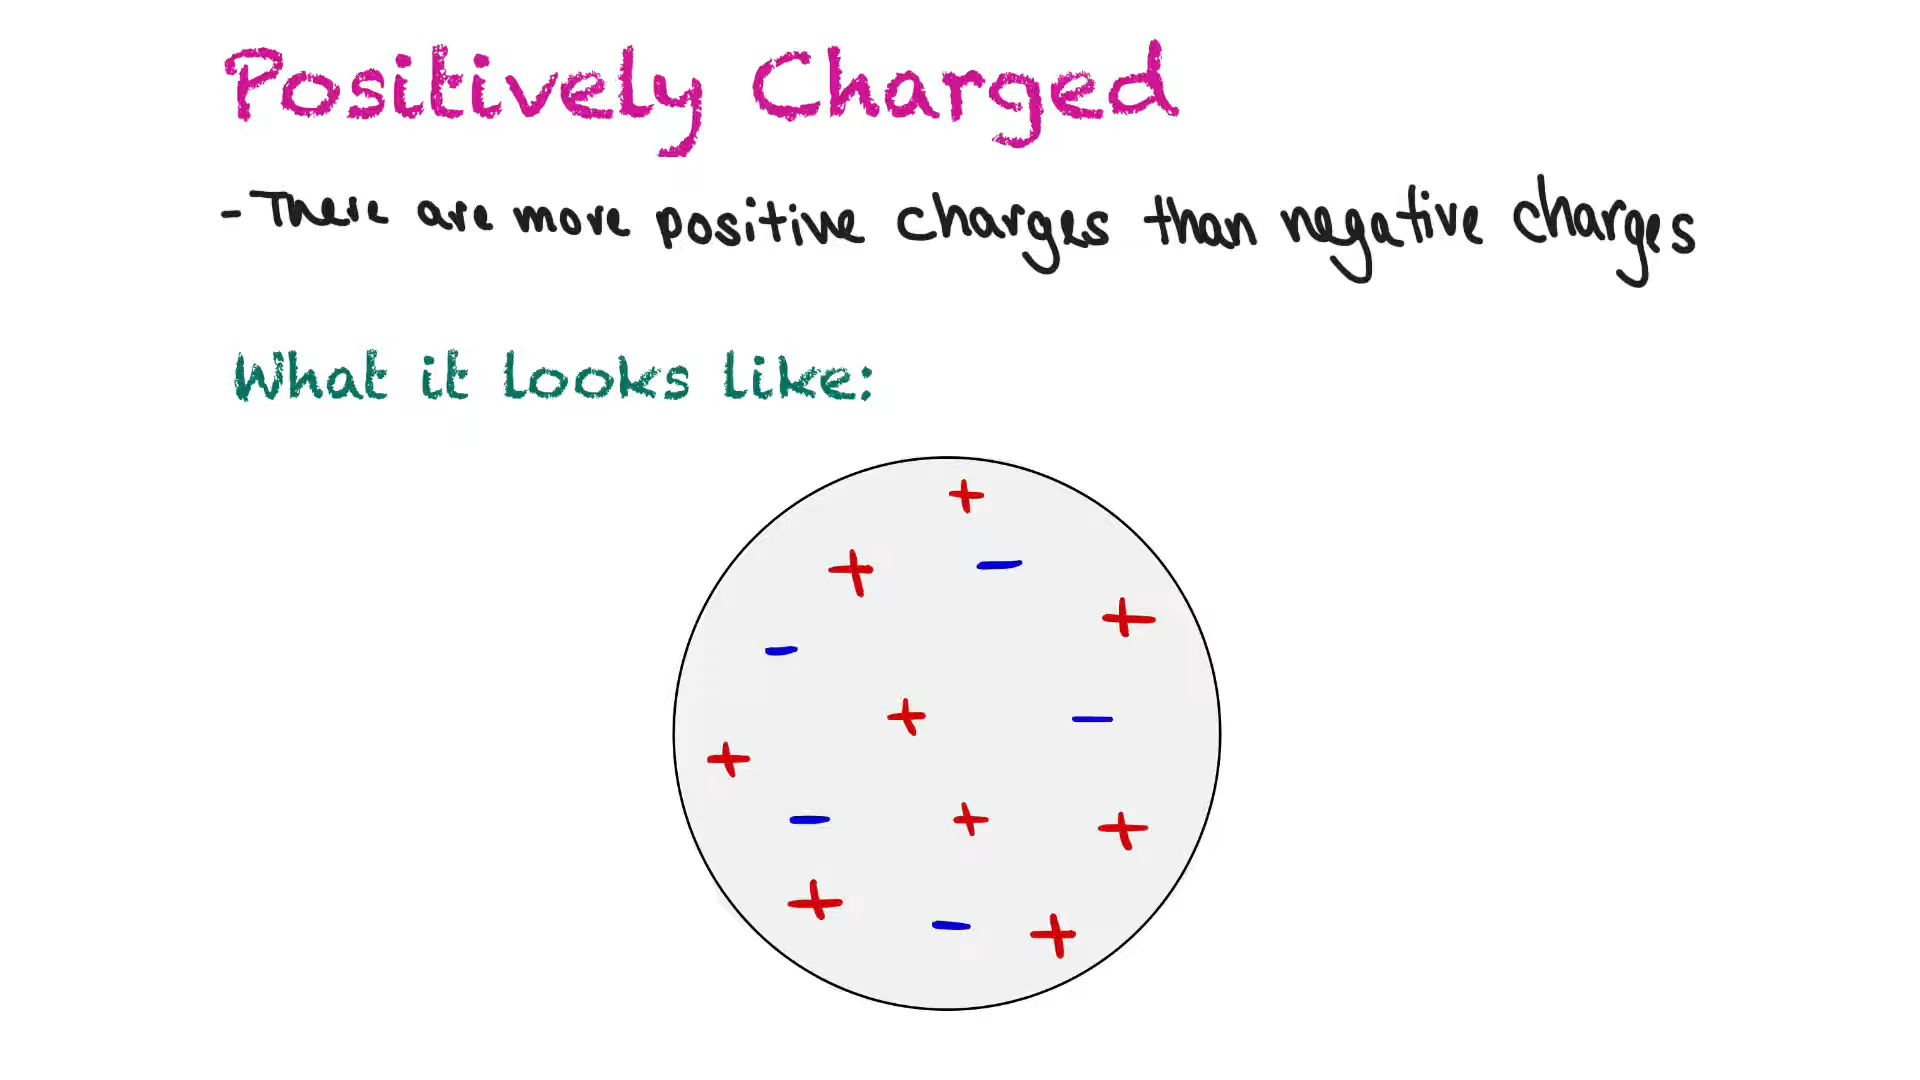 Positively Charged
- There are more positive charges than negative charges
What it looks like:
+
+ −
+
−
+ −
+
− + +
+
− +